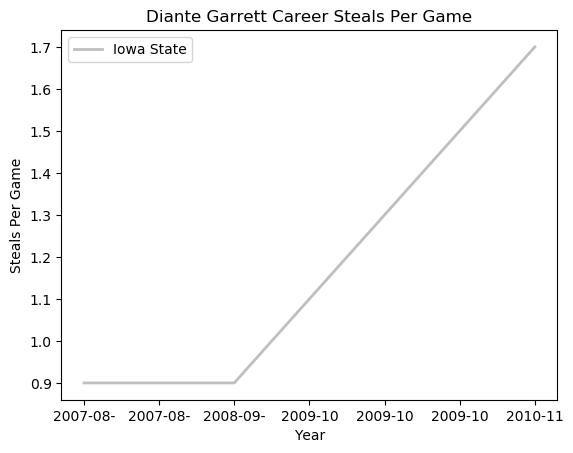 Diante Garrett Career Steals Per Game
Iowa State
1.7
1.6
1.5
1.4
1.3
1.2
1.1
1.0
0.9
Steals Per Game
2007-08- 2007-08- 2008-09- 2009-10 2009-10 2009-10 2010-11
Year